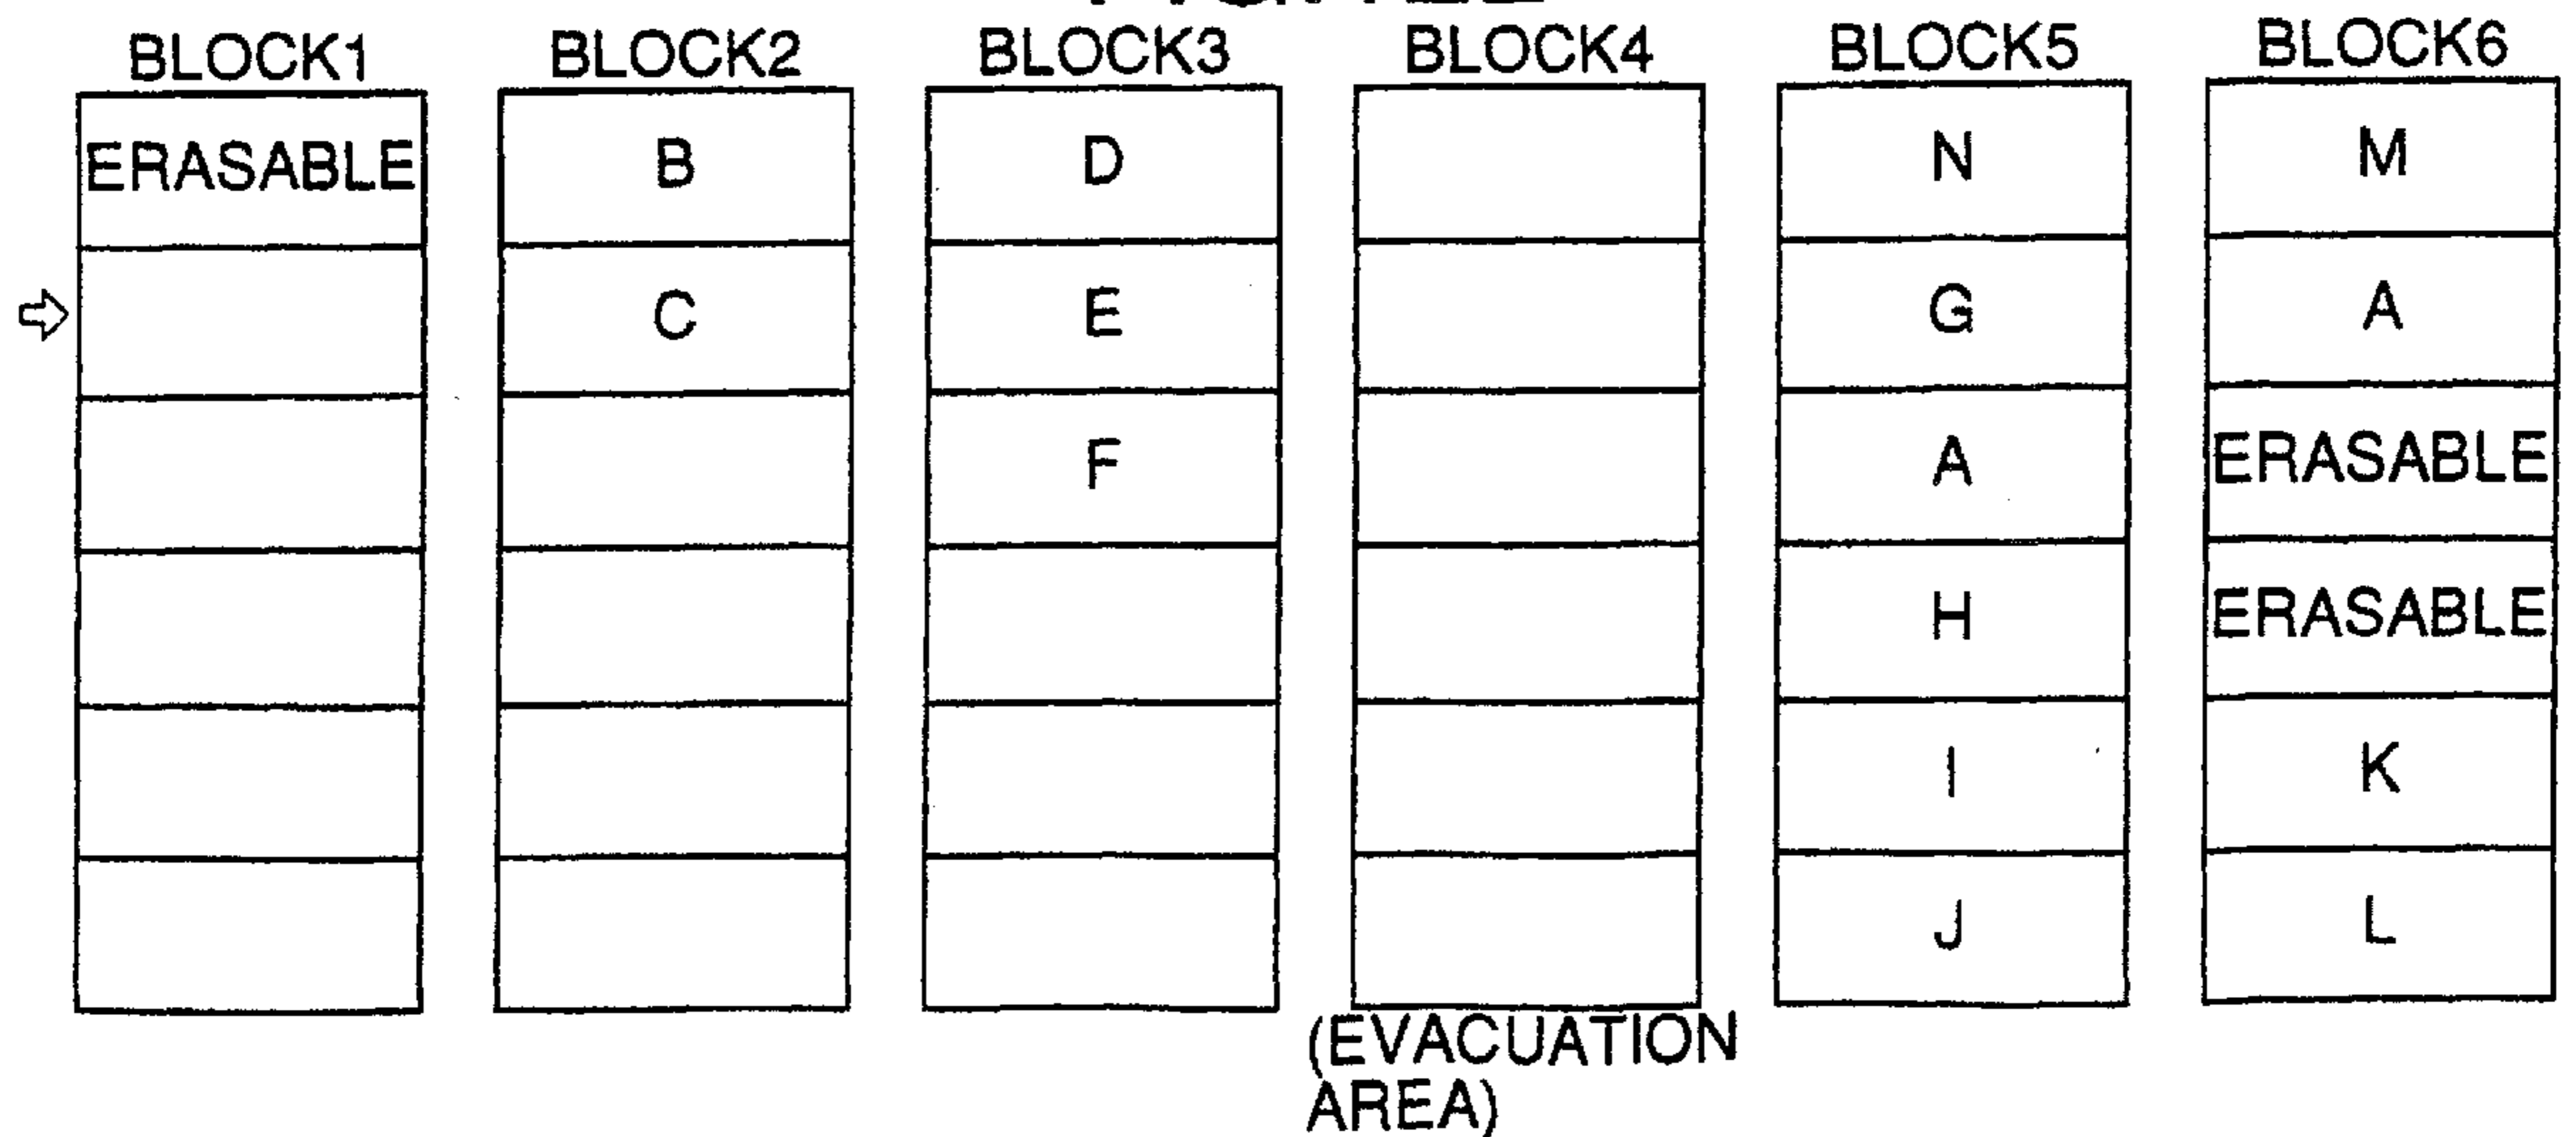 BLOCK1 BLOCK2 BLOCK3 BLOCK4 BLOCK5 BLOCK6
ERASABLE B D N M
C E G A
F A ERASABLE
H ERASABLE
I K
J L
(EVACUATION
AREA)